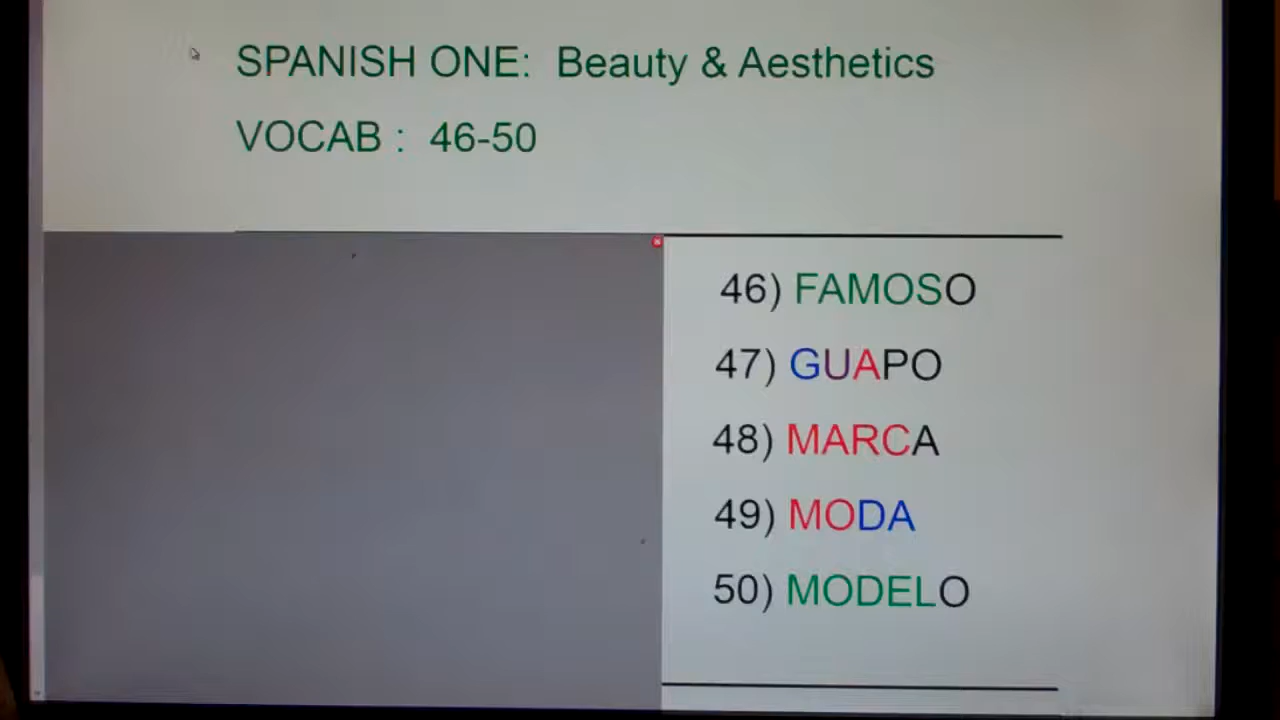 SPANISH ONE: Beauty & Aesthetics
VOCAB : 46-50
46) FAMOSO
47) GUAPO
48) MARCA
49) MODA
50) MODELO